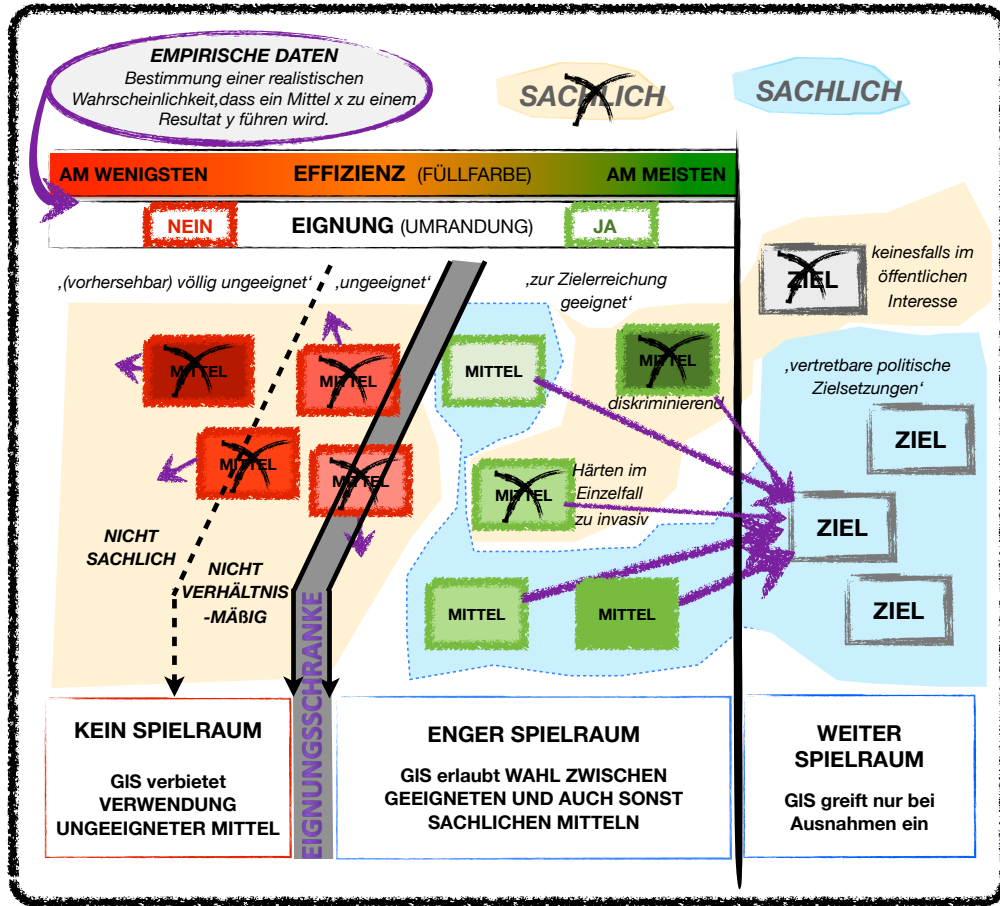 EMPIRISCHE DATEN
Bestimmung einer realistischen
Wahrscheinlichkeit,dass ein Mittel x zu einem
Resultat y führen wird.
SACHLICH
SACHLICH
AM WENIGSTEN EFFIZIENZ (FÜLLFARBE) AM MEISTEN
NEIN EIGNUNG (UMRANDUNG) JA
ZIEL
keinesfalls im
öffentlichen
Interesse
‚(vorhersehbar) völlig ungeeignet‘
‚ungeeignet‘
‚zur Zielerreichung
geeignet‘
MITTEL
MITTEL
MITTEL
MITTEL
diskriminierend
‚vertretbare politische
Zielsetzungen‘
ZIEL
MITTEL
MITTEL
MITTEL
Härten im
Einzelfall
zu invasiv
ZIEL
NICHT
SACHLICH
NICHT
VERHÄLTNIS
-MÄßIG
MITTEL
MITTEL
ZIEL
EIGNUNGSSCHRANKE
KEIN SPIELRAUM
GIS verbietet
VERWENDUNG
UNGEEIGNETER MITTEL
ENGER SPIELRAUM
GIS erlaubt WAHL ZWISCHEN
GEEIGNETEN UND AUCH SONST
SACHLICHEN MITTELN
WEITER
SPIELRAUM
GIS greift nur bei
Ausnahmen ein